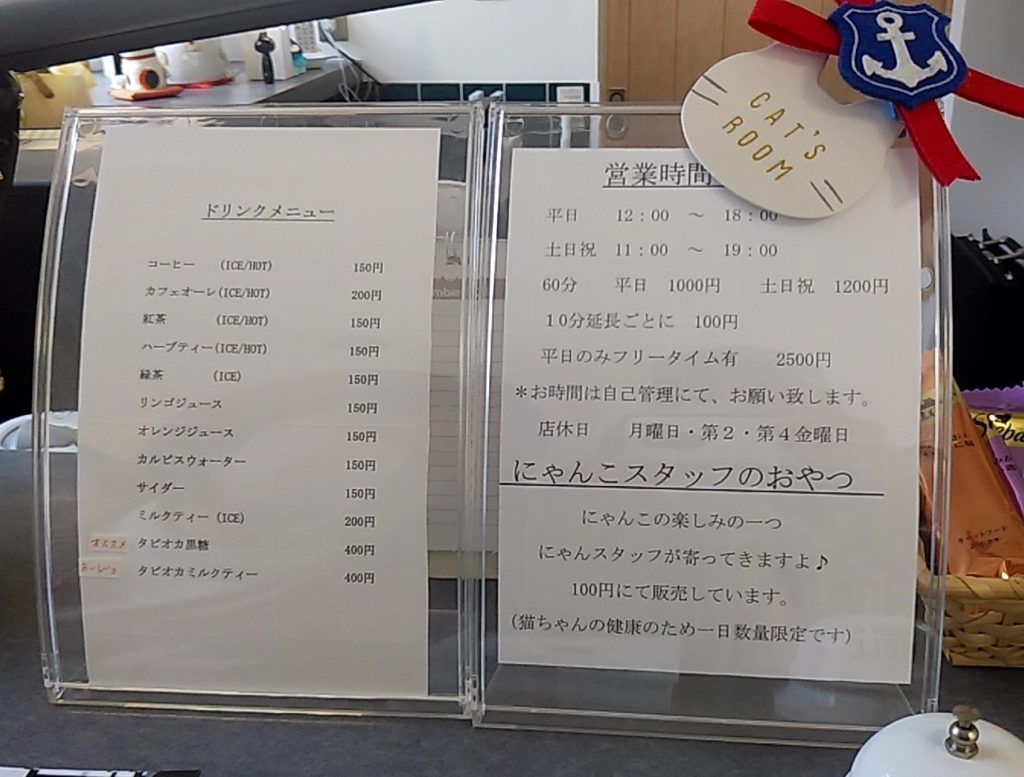 ドリンクメニュー
コーヒー (ICE/HOT) 150円
カフェオーレ(ICE/HOT) 200円
紅茶 (ICE/HOT) 150円
ハーブティー(ICE/HOT) 150円
緑茶 (ICE) 150円
リンゴジュース 150円
オレンジジュース 150円
カルピスウォーター 150円
サイダー 150円
ミルクティー(ICE) 200円
オススメ タピオカ黒糖 400円
タピオカミルクティー 400円
CAT'S
ROOM
営業時間
平日 12:00 ~ 18:00
土日祝 11:00 ~ 19:00
60分 平日 1000円 土日祝 1200円
10分延長ごとに 100円
平日のみフリータイム有 2500円
*お時間は自己管理にて、お願い致します。
店休日 月曜日・第2・第4金曜日
にゃんこスタッフのおやつ
にゃんこの楽しみの一つ
にゃんスタッフが寄ってきますよ♪
100円にて販売しています。
(猫ちゃんの健康のため一日数量限定です)